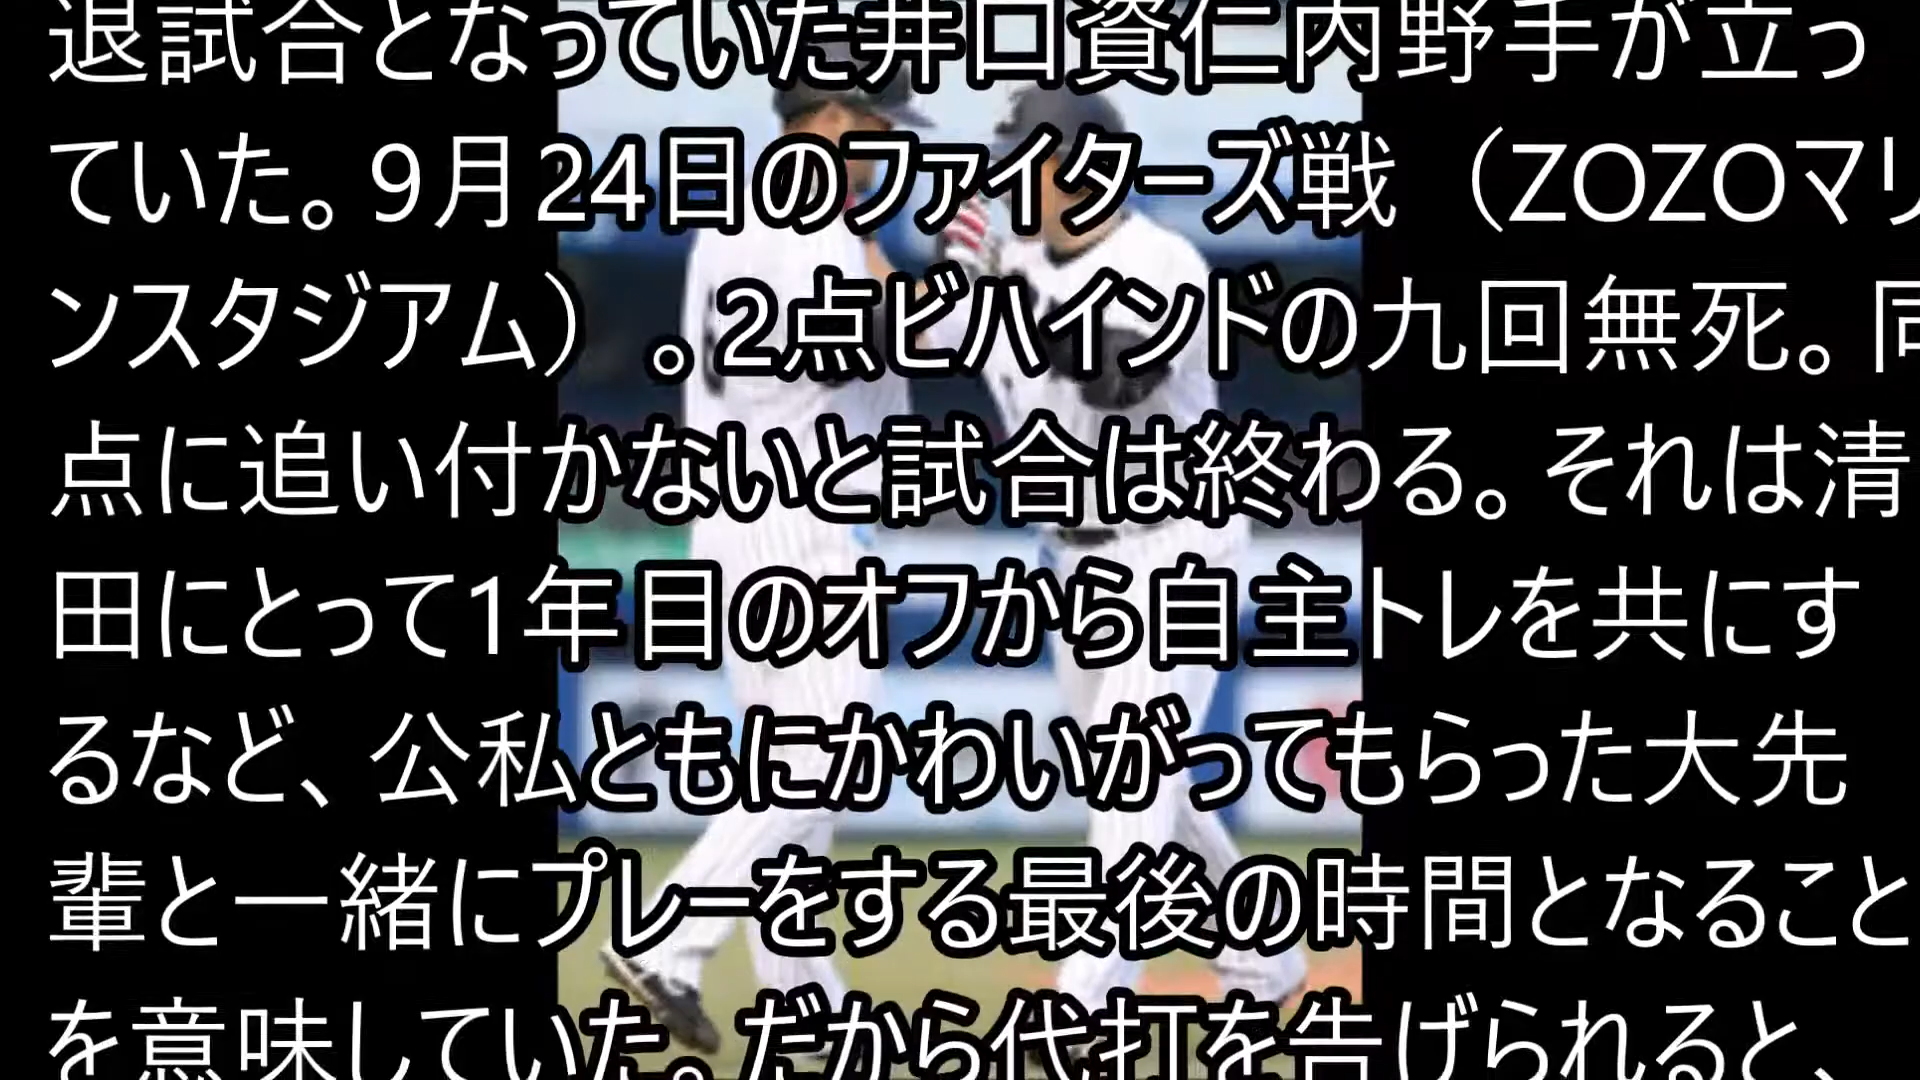 退試合となっていた井口資仁内野手が立っ
ていた。9月24日のファイターズ戦（ZOZOマリ
ンスタジアム）。2点ビハインドの九回無死。同
点に追い付かないと試合は終わる。それは清
田にとって1年目のオフから自主トレを共にす
るなど、公私ともにかわいがってもらった大先
輩と一緒にプレーをする最後の時間となること
を意味していた。だから代打を告げられると、